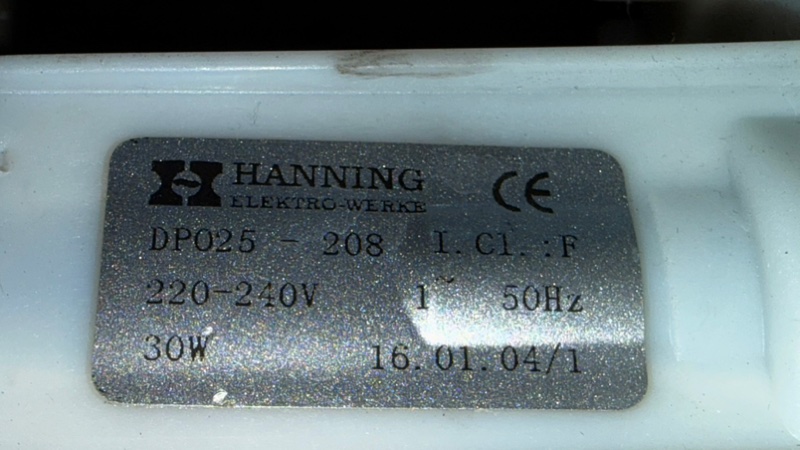 HANNING CE
ELEKTRO-WERKE
DP025 - 208 I.Cl.:F
220-240V 1~ 50Hz
30W 16.01.04/1